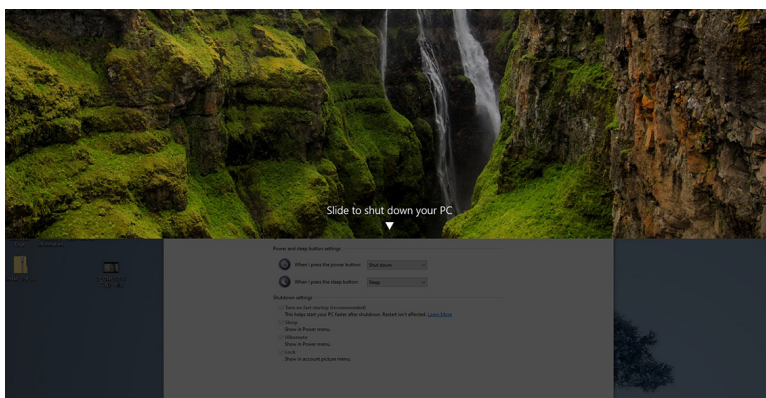 Slide to shut down your PC
Power and sleep button settings
When I press the power button: Shut down
When I press the sleep button: Sleep
Shutdown settings
Turn on fast startup (recommended)
This helps start your PC faster after shutdown. Restart isn't affected. Learn More
Sleep
Show in Power menu.
Hibernate
Show in Power menu.
Lock
Show in account picture menu.